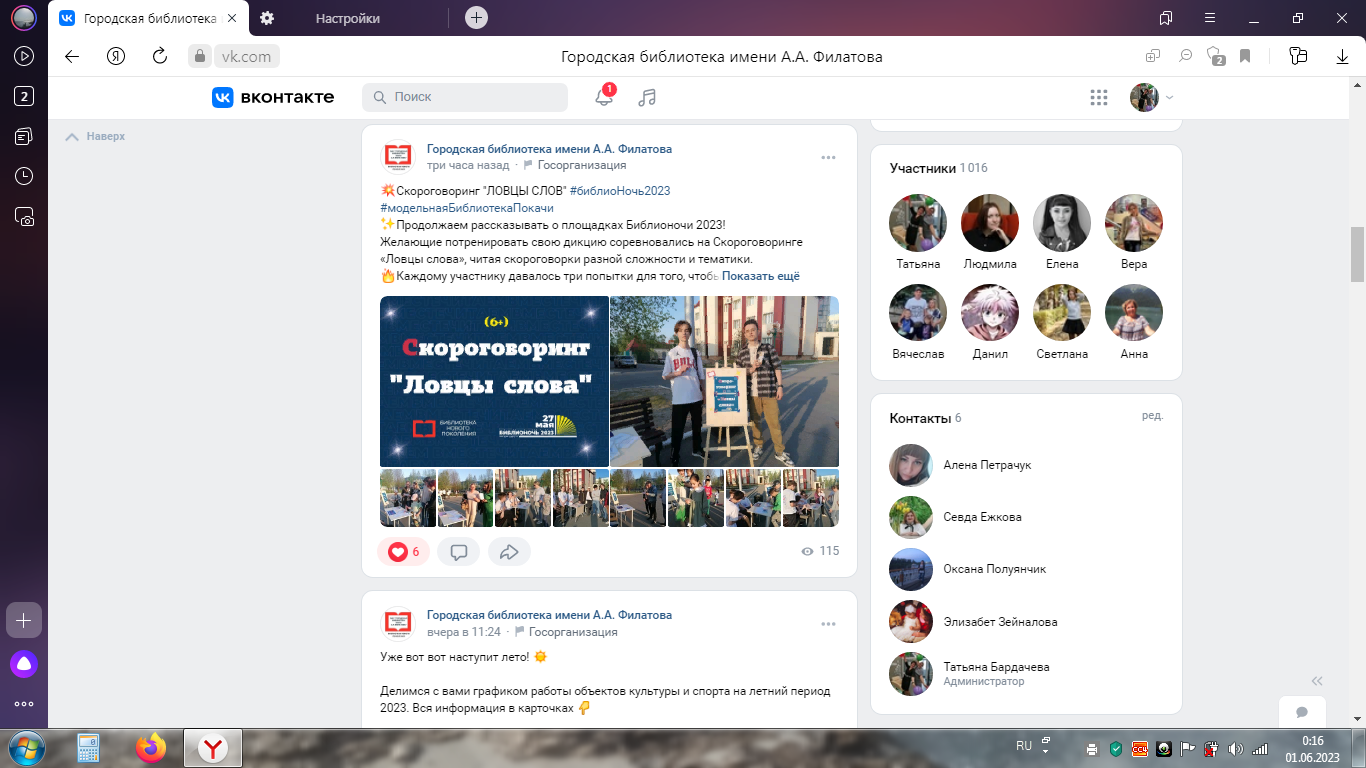 Городская библиотека
Настройки
vk.com
Городская библиотека имени А.А. Филатова
2
2
вконтакте
Поиск
1
Наверх
Городская библиотека имени А.А. Филатова
три часа назад · Госорганизация
Скороговоринг "ЛОВЦЫ СЛОВ" #библиоНочь2023
#модельнаяБиблиотекаПокачи
Продолжаем рассказывать о площадках Библионочи 2023!
Желающие потренировать свою дикцию соревновались на Скороговоринге
«Ловцы слова», читая скороговорки разной сложности и тематики.
Каждому участнику давалось три попытки для того, чтобь Показать ещё
(6+)
Скороговоринг
"Ловцы слова"
БИБЛИОТЕКА
НОВОГО
ПОКОЛЕНИЯ
27
мая
БИБЛИОНОЧЬ 2023
6
115
Городская библиотека имени А.А. Филатова
вчера в 11:24 · Госорганизация
Уже вот вот наступит лето!
Делимся с вами графиком работы объектов культуры и спорта на летний период
2023. Вся информация в карточках
Участники 1 016
Татьяна Людмила Елена Вера
Вячеслав Данил Светлана Анна
Контакты 6 ред.
Алена Петрачук
Севда Ежкова
Оксана Полуянчик
Элизабет Зейналова
Татьяна Бардачева
Администратор
RU
0:16
01.06.2023